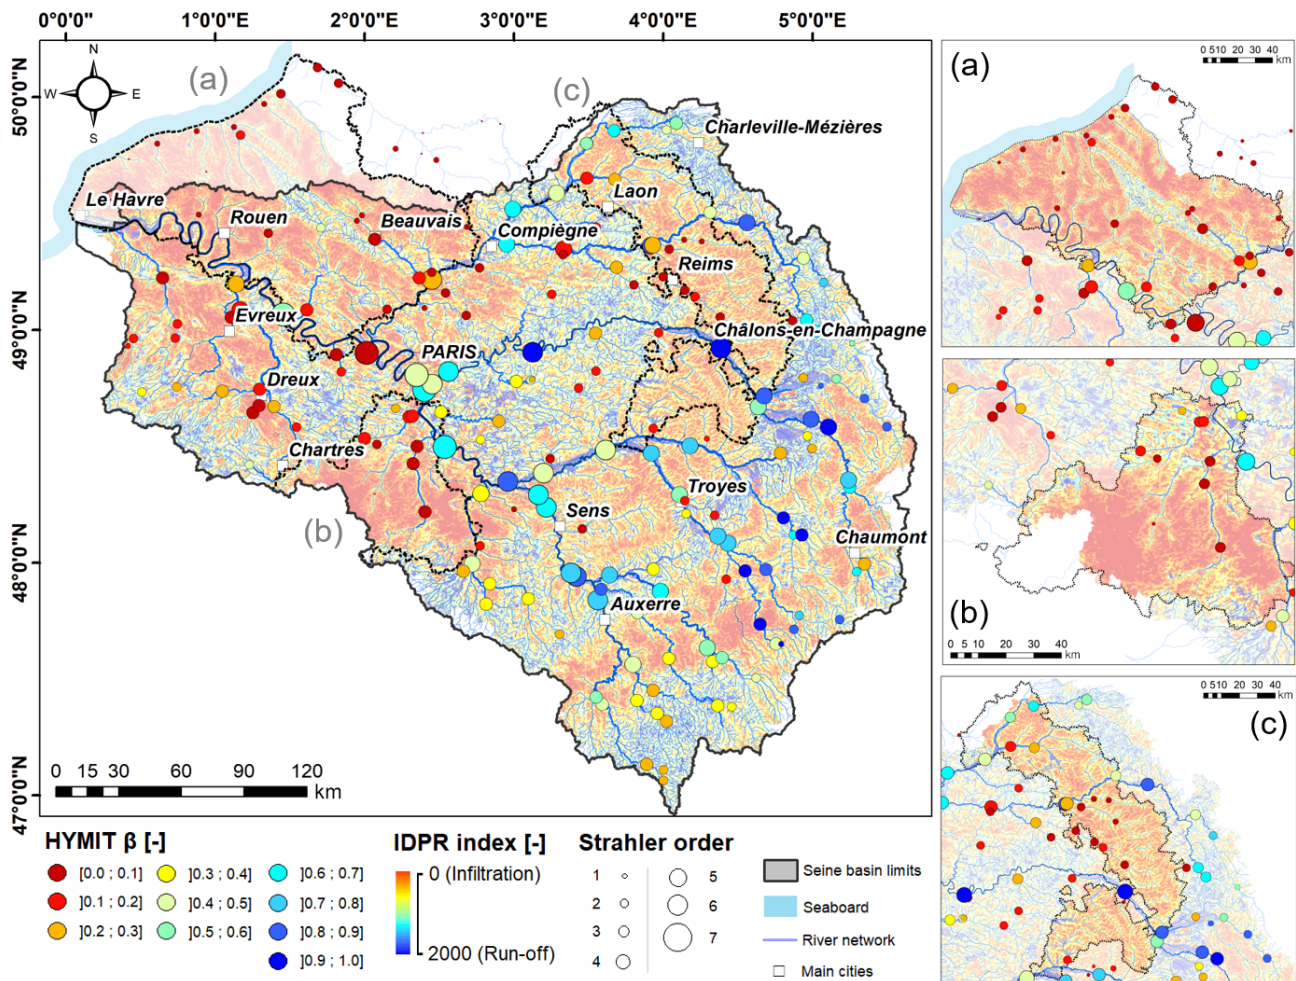 0°0'0"E 1°0'0"E 2°0'0"E 3°0'0"E 4°0'0"E 5°0'0"E
50°0'0"N
49°0'0"N
48°0'0"N
47°0'0"N
N
W E
S
(a)
(c)
(b)
Charleville-Mézières
Laon
Le Havre
Rouen
Beauvais
Compiègne
Reims
Evreux
Châlons-en-Champagne
PARIS
Dreux
Chartres
Troyes
Sens
Chaumont
Auxerre
0 15 30 60 90 120
km
(a)
0 5 10 20 30 40
km
(b)
0 5 10 20 30 40
km
(c)
0 5 10 20 30 40
km
HYMIT β [-]
]0.0 ; 0.1] ]0.3 ; 0.4] ]0.6 ; 0.7]
]0.1 ; 0.2] ]0.4 ; 0.5] ]0.7 ; 0.8]
]0.2 ; 0.3] ]0.5 ; 0.6] ]0.8 ; 0.9]
]0.9 ; 1.0]
IDPR index [-]
0 (Infiltration)
2000 (Run-off)
Strahler order
1 5
2 6
3 7
4
Seine basin limits
Seaboard
River network
Main cities